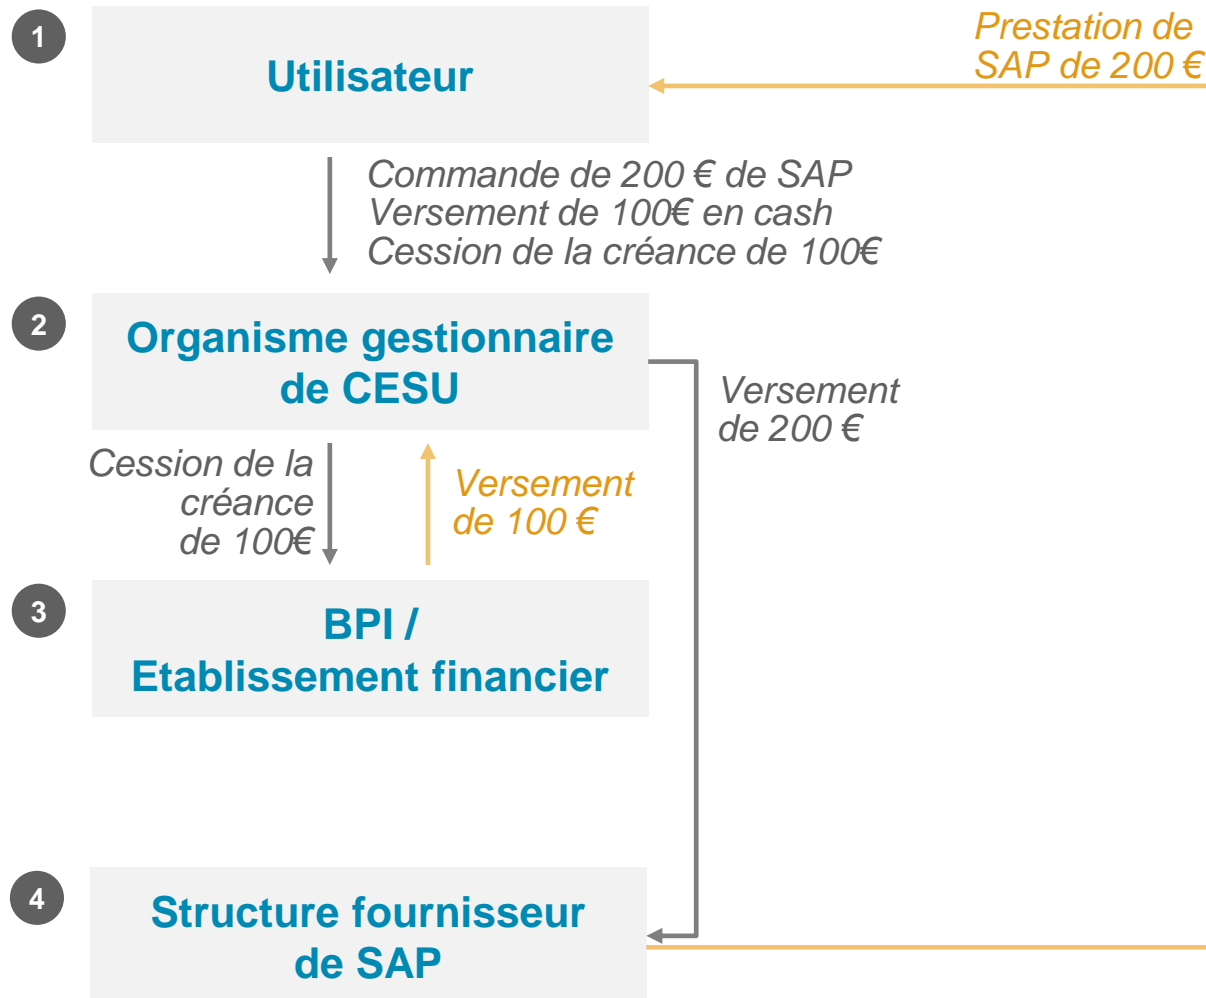 1
Utilisateur
Prestation de
SAP de 200 €
Commande de 200 € de SAP
Versement de 100€ en cash
Cession de la créance de 100€
2
Organisme gestionnaire
de CESU
Versement
de 200 €
Cession de la
créance
de 100€
Versement
de 100 €
3
BPI /
Etablissement financier
4
Structure fournisseur
de SAP